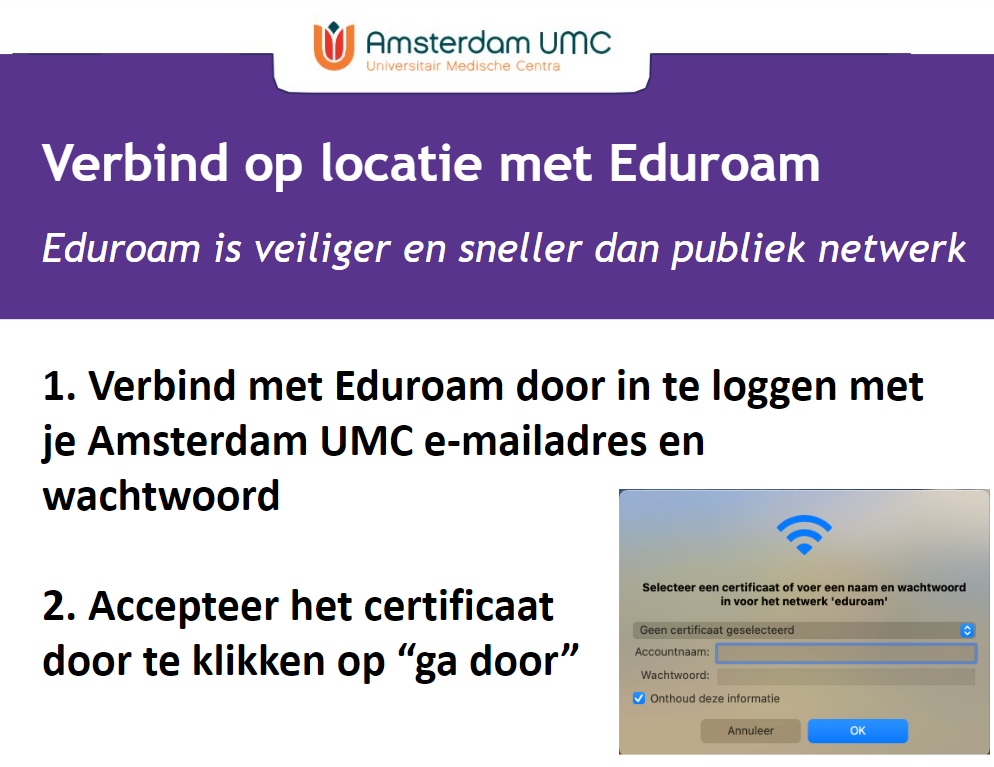 Amsterdam UMC
Universitair Medische Centra
Verbind op locatie met Eduroam
Eduroam is veiliger en sneller dan publiek netwerk
1. Verbind met Eduroam door in te loggen met
je Amsterdam UMC e-mailadres en
wachtwoord
2. Accepteer het certificaat
door te klikken op “ga door”
Selecteer een certificaat of voer een naam en wachtwoord
in voor het netwerk 'eduroam'
Geen certificaat geselecteerd
Accountnaam:
Wachtwoord:
Onthoud deze informatie
Annuleer
OK